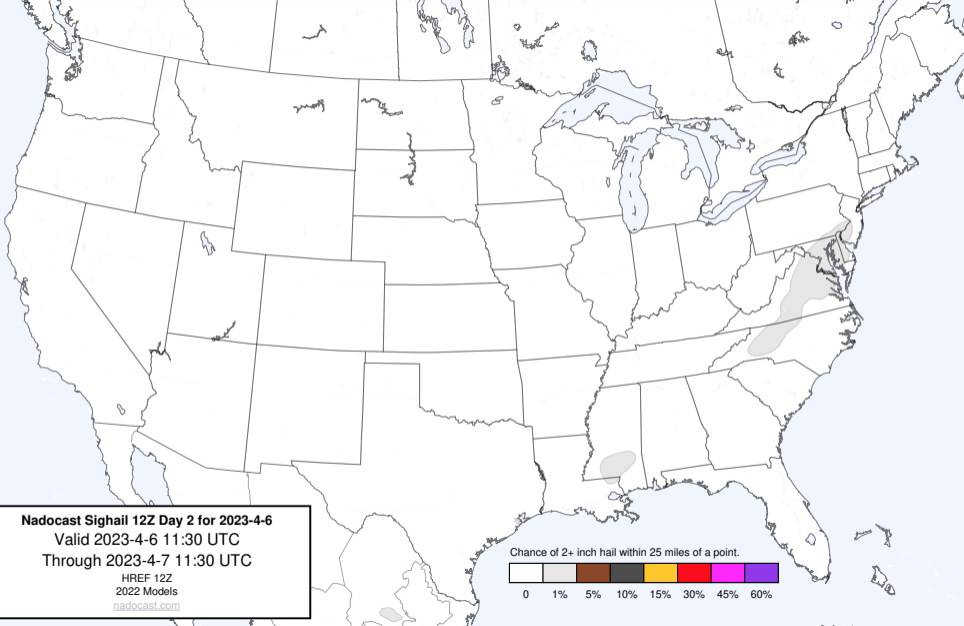 Nadocast Sighail 12Z Day 2 for 2023-4-6
Valid 2023-4-6 11:30 UTC
Through 2023-4-7 11:30 UTC
HREF 12Z
2022 Models
nadocast.com
Chance of 2+ inch hail within 25 miles of a point.
0 1% 5% 10% 15% 30% 45% 60%